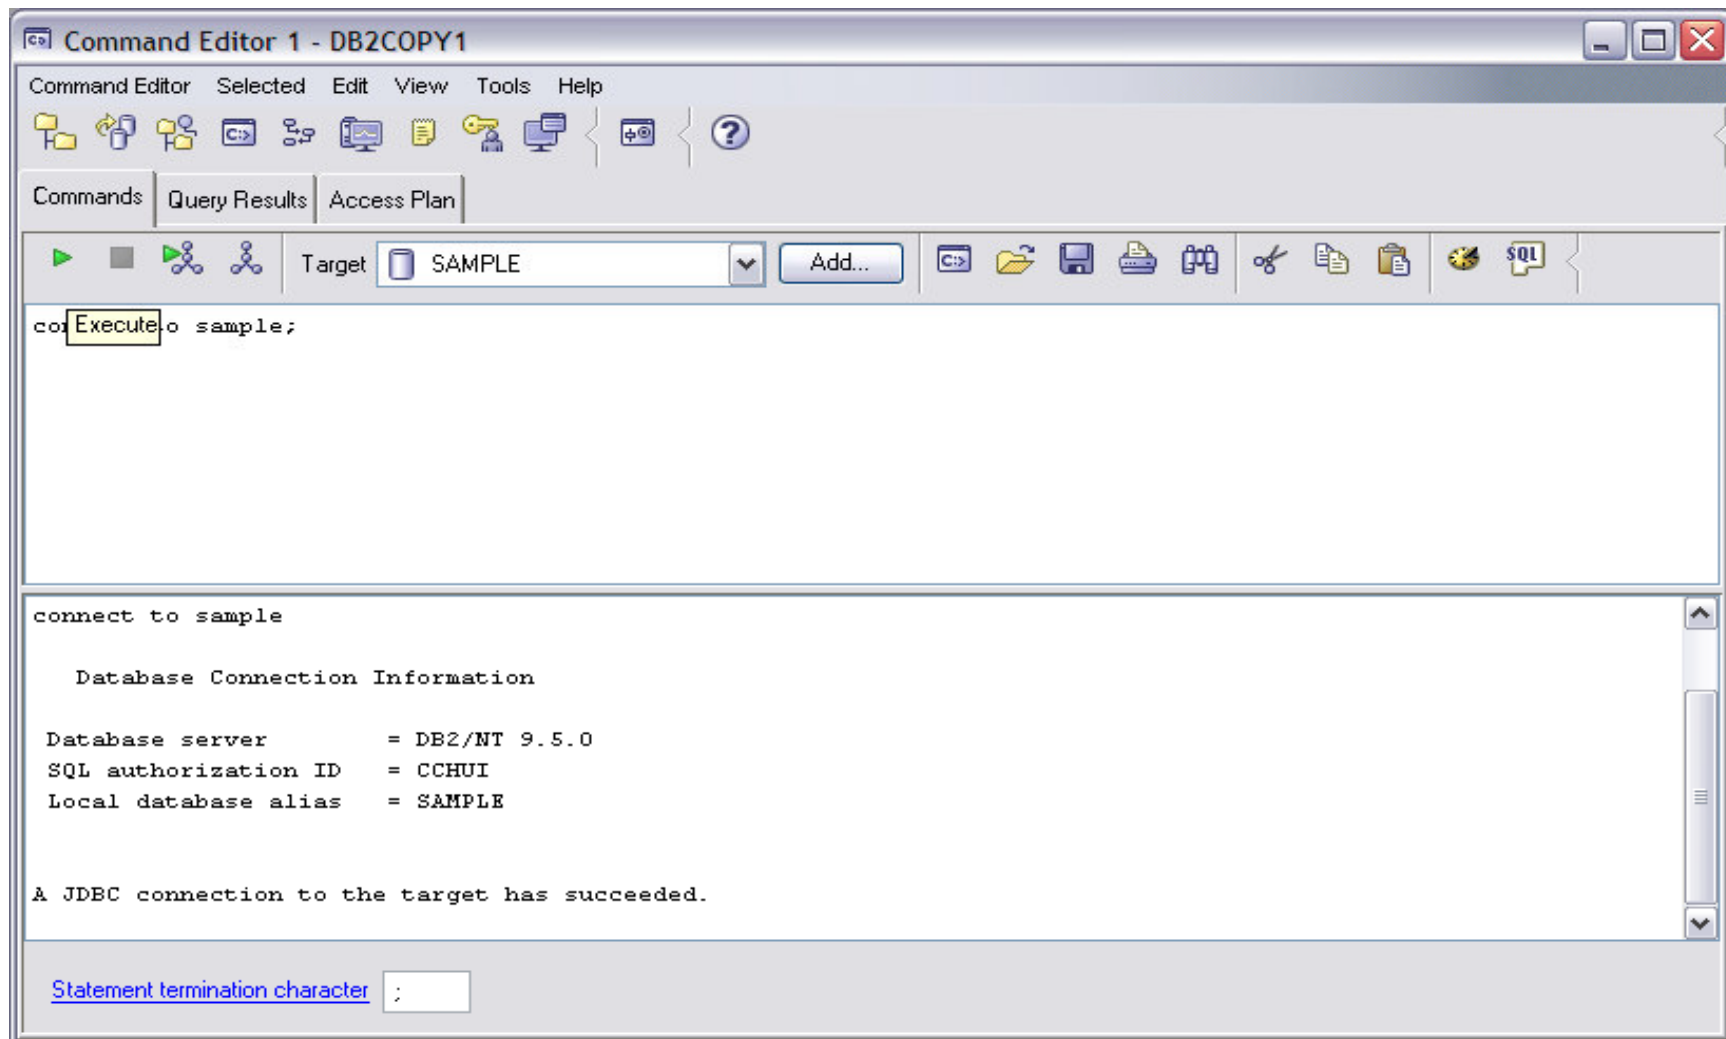 Command Editor 1 - DB2COPY1
Command Editor Selected Edit View Tools Help
Commands Query Results Access Plan
Target SAMPLE Add... SQL
Execute
sample;
connect to sample
Database Connection Information
Database server = DB2/NT 9.5.0
SQL authorization ID = CCHUI
Local database alias = SAMPLE
A JDBC connection to the target has succeeded.
Statement termination character ;